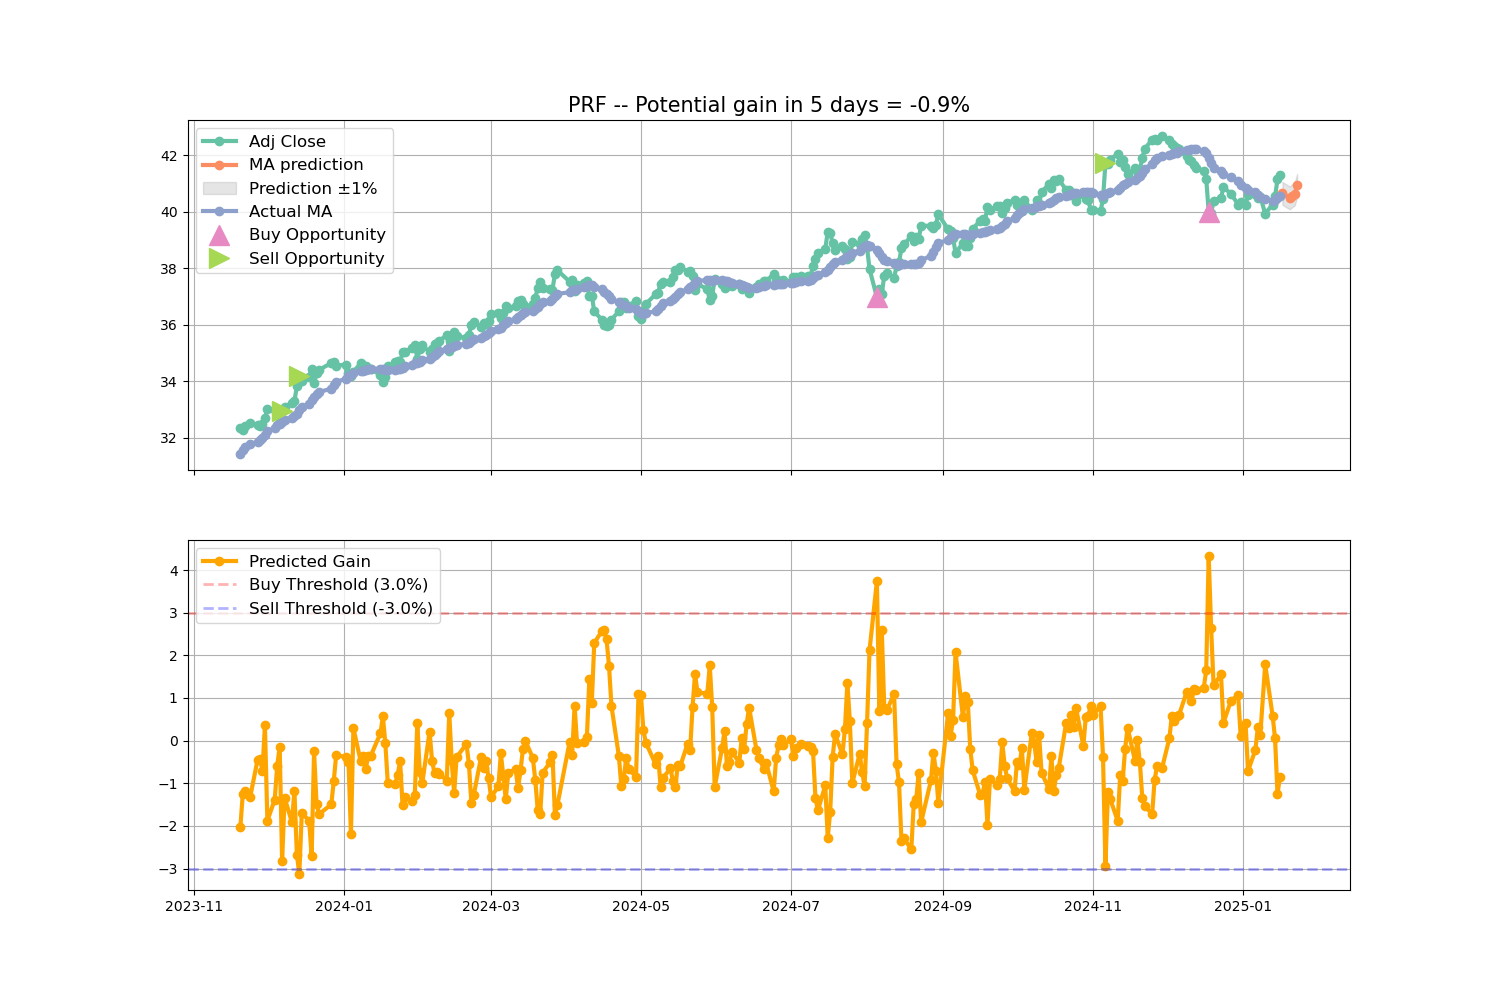 PRF -- Potential gain in 5 days = -0.9%
Adj Close
MA prediction
Prediction ±1%
Actual MA
Buy Opportunity
Sell Opportunity
42
40
38
36
34
32
Predicted Gain
Buy Threshold (3.0%)
Sell Threshold (-3.0%)
4
3
2
1
0
−1
−2
−3
2023-11 2024-01 2024-03 2024-05 2024-07 2024-09 2024-11 2025-01